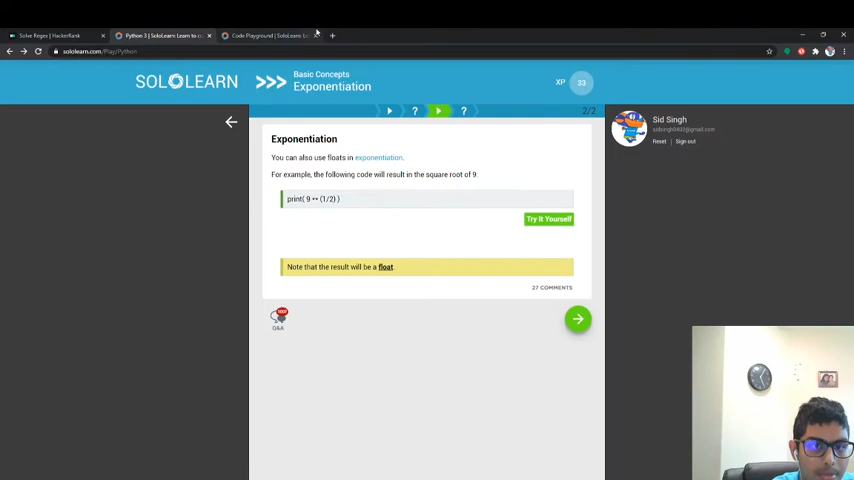 Solve Regex | HackerRank
Python 3 | SoloLearn: Learn to co
Code Playground | SoloLearn: Le
sololearn.com/Play/Python
SOLOLEARN
Basic Concepts
Exponentiation
XP 33
? ? 2/2
Sid Singh
Reset | Sign out
Exponentiation
You can also use floats in exponentiation.
For example, the following code will result in the square root of 9:
print( 9 ** (1/2) )
Try It Yourself
Note that the result will be a float.
27 COMMENTS
Q&A